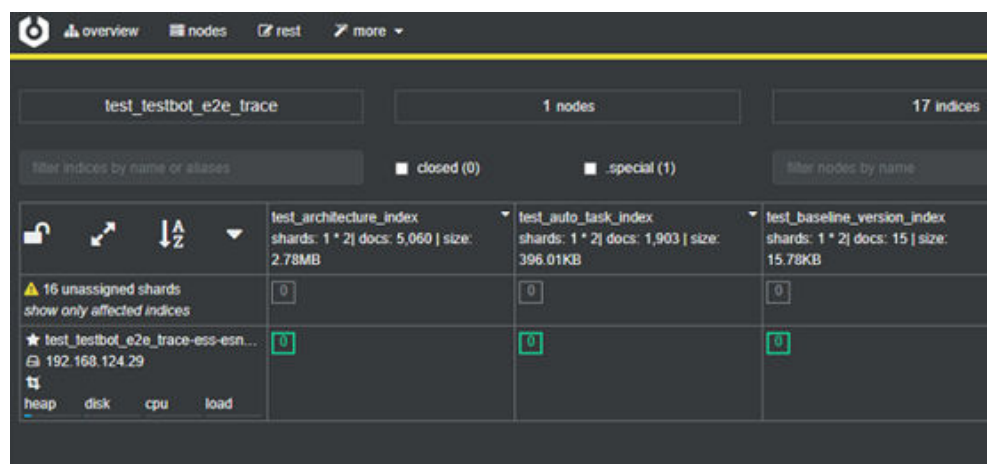 overview nodes rest more
test_testbot_e2e_trace 1 nodes 17 indices
filter indices by name or aliases closed (0) .special (1) filter nodes by name
test_architecture_index
shards: 1 * 2| docs: 5,060 | size:
2.78MB
test_auto_task_index
shards: 1 * 2| docs: 1,903 | size:
396.01KB
test_baseline_version_index
shards: 1 * 2| docs: 15 | size:
15.78KB
A
Z
16 unassigned shards
show only affected indices
0 0 0
test_testbot_e2e_trace-ess-esn...
192.168.124.29
heap disk cpu load
0 0 0